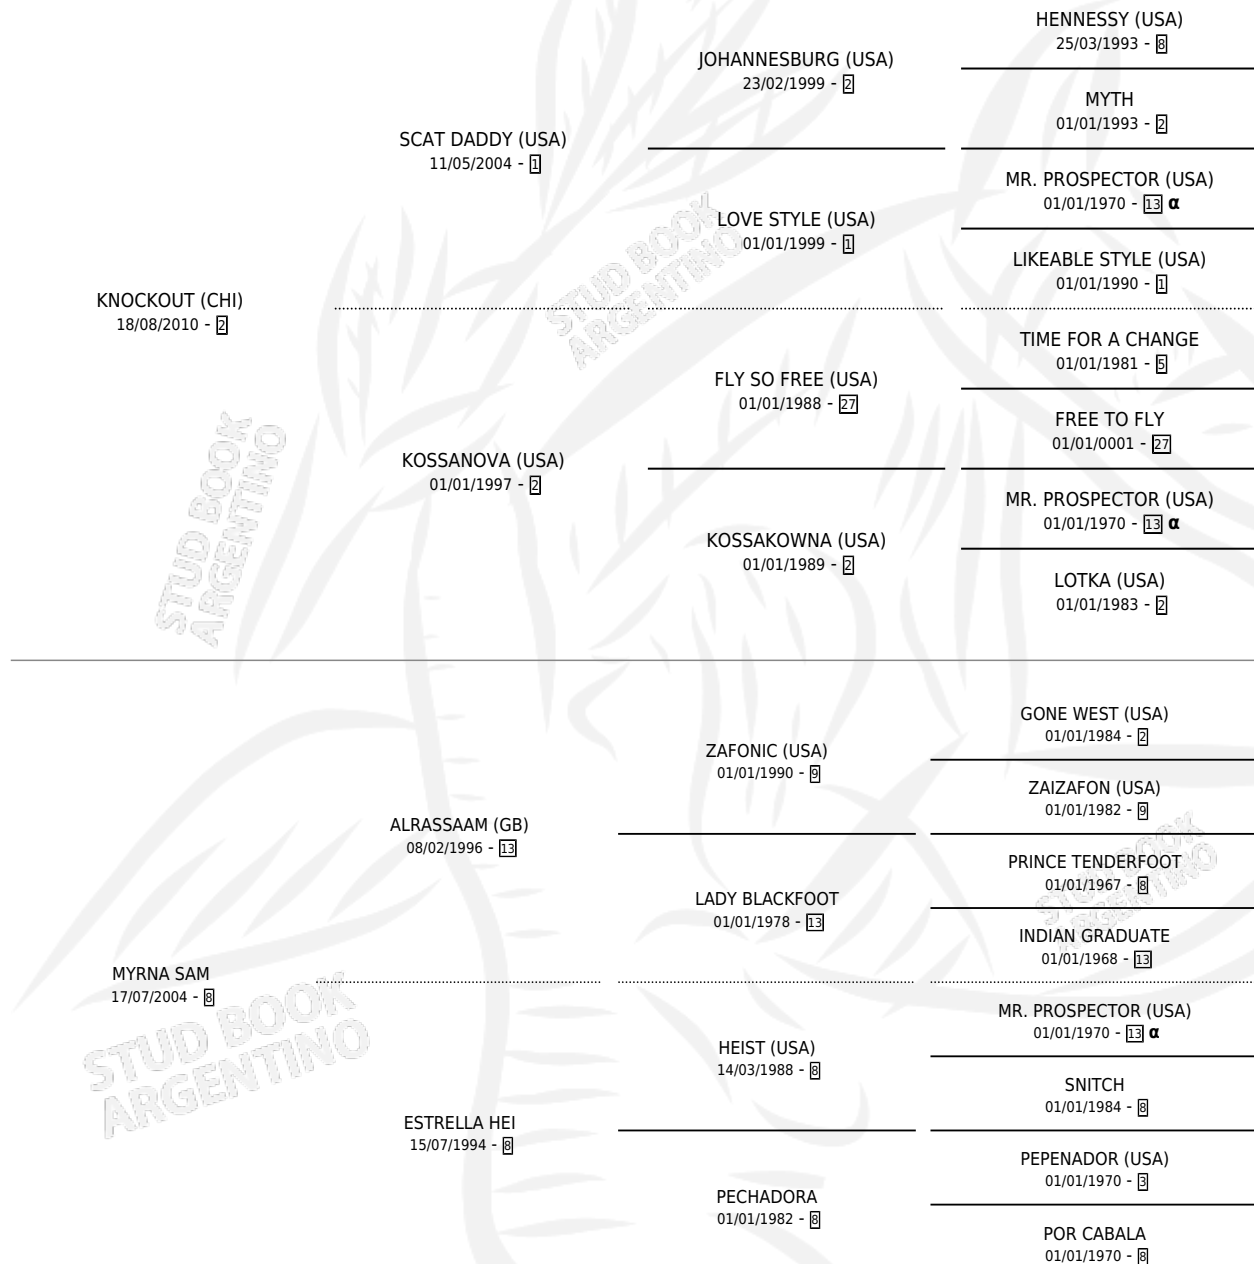 HENNESSY (USA)
25/03/1993 - 8
JOHANNESBURG (USA)
23/02/1999 - 2
MYTH
01/01/1993 - 2
SCAT DADDY (USA)
11/05/2004 - 1
MR. PROSPECTOR (USA)
01/01/1970 - 13 α
LOVE STYLE (USA)
01/01/1999 - 1
LIKEABLE STYLE (USA)
01/01/1990 - 1
KNOCKOUT (CHI)
18/08/2010 - 2
TIME FOR A CHANGE
01/01/1981 - 5
FLY SO FREE (USA)
01/01/1988 - 27
FREE TO FLY
01/01/0001 - 27
KOSSANOVA (USA)
01/01/1997 - 2
MR. PROSPECTOR (USA)
01/01/1970 - 13 α
KOSSAKOWNA (USA)
01/01/1989 - 2
LOTKA (USA)
01/01/1983 - 2
GONE WEST (USA)
01/01/1984 - 2
ZAFONIC (USA)
01/01/1990 - 9
ZAIZAFON (USA)
01/01/1982 - 9
ALRASSAAM (GB)
08/02/1996 - 13
PRINCE TENDERFOOT
01/01/1967 - 8
LADY BLACKFOOT
01/01/1978 - 13
INDIAN GRADUATE
01/01/1968 - 13
MYRNA SAM
17/07/2004 - 8
MR. PROSPECTOR (USA)
01/01/1970 - 13 α
HEIST (USA)
14/03/1988 - 8
SNITCH
01/01/1984 - 8
ESTRELLA HEI
15/07/1994 - 8
PEPENADOR (USA)
01/01/1970 - 3
PECHADORA
01/01/1982 - 8
POR CABALA
01/01/1970 - 8
STUD BOOK
ARGENTINO
STUD BOOK
ARGENTINO
STUD BOOK
ARGENTINO
STUD BOOK
ARGENTINO